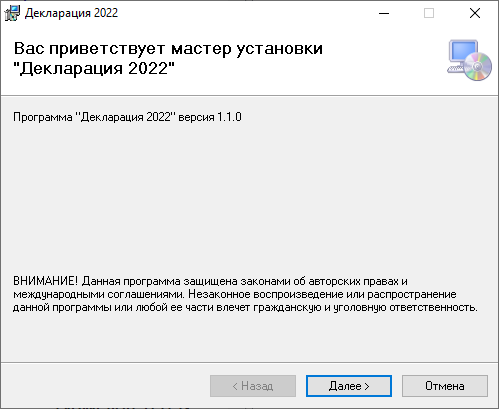 Декларация 2022
Вас приветствует мастер установки
"Декларация 2022"
Программа "Декларация 2022" версия 1.1.0
ВНИМАНИЕ! Данная программа защищена законами об авторских правах и
международными соглашениями. Незаконное воспроизведение или распространение
данной программы или любой ее части влечет гражданскую и уголовную ответственность.
< Назад
Далее >
Отмена